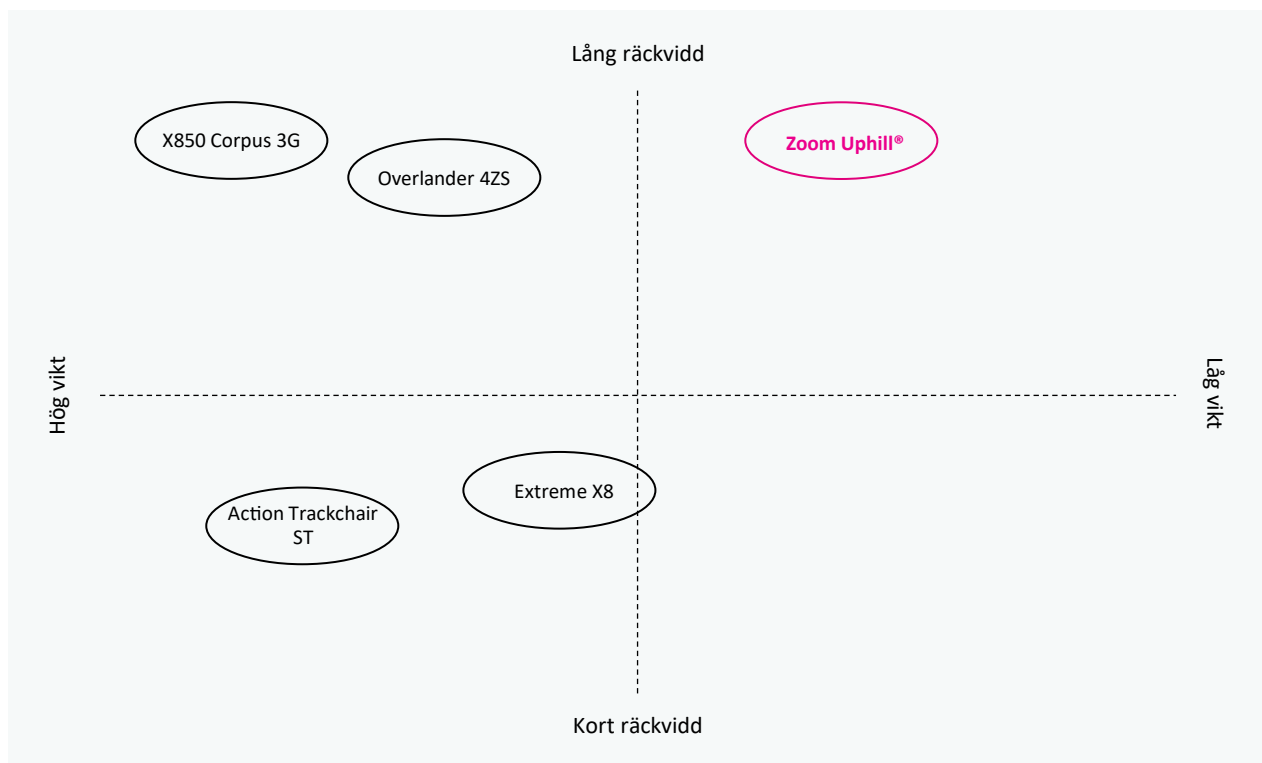 Lång räckvidd
X850 Corpus 3G
Zoom Uphill®
Overlander 4ZS
Hög vikt
Låg vikt
Extreme X8
Action Trackchair
ST
Kort räckvidd